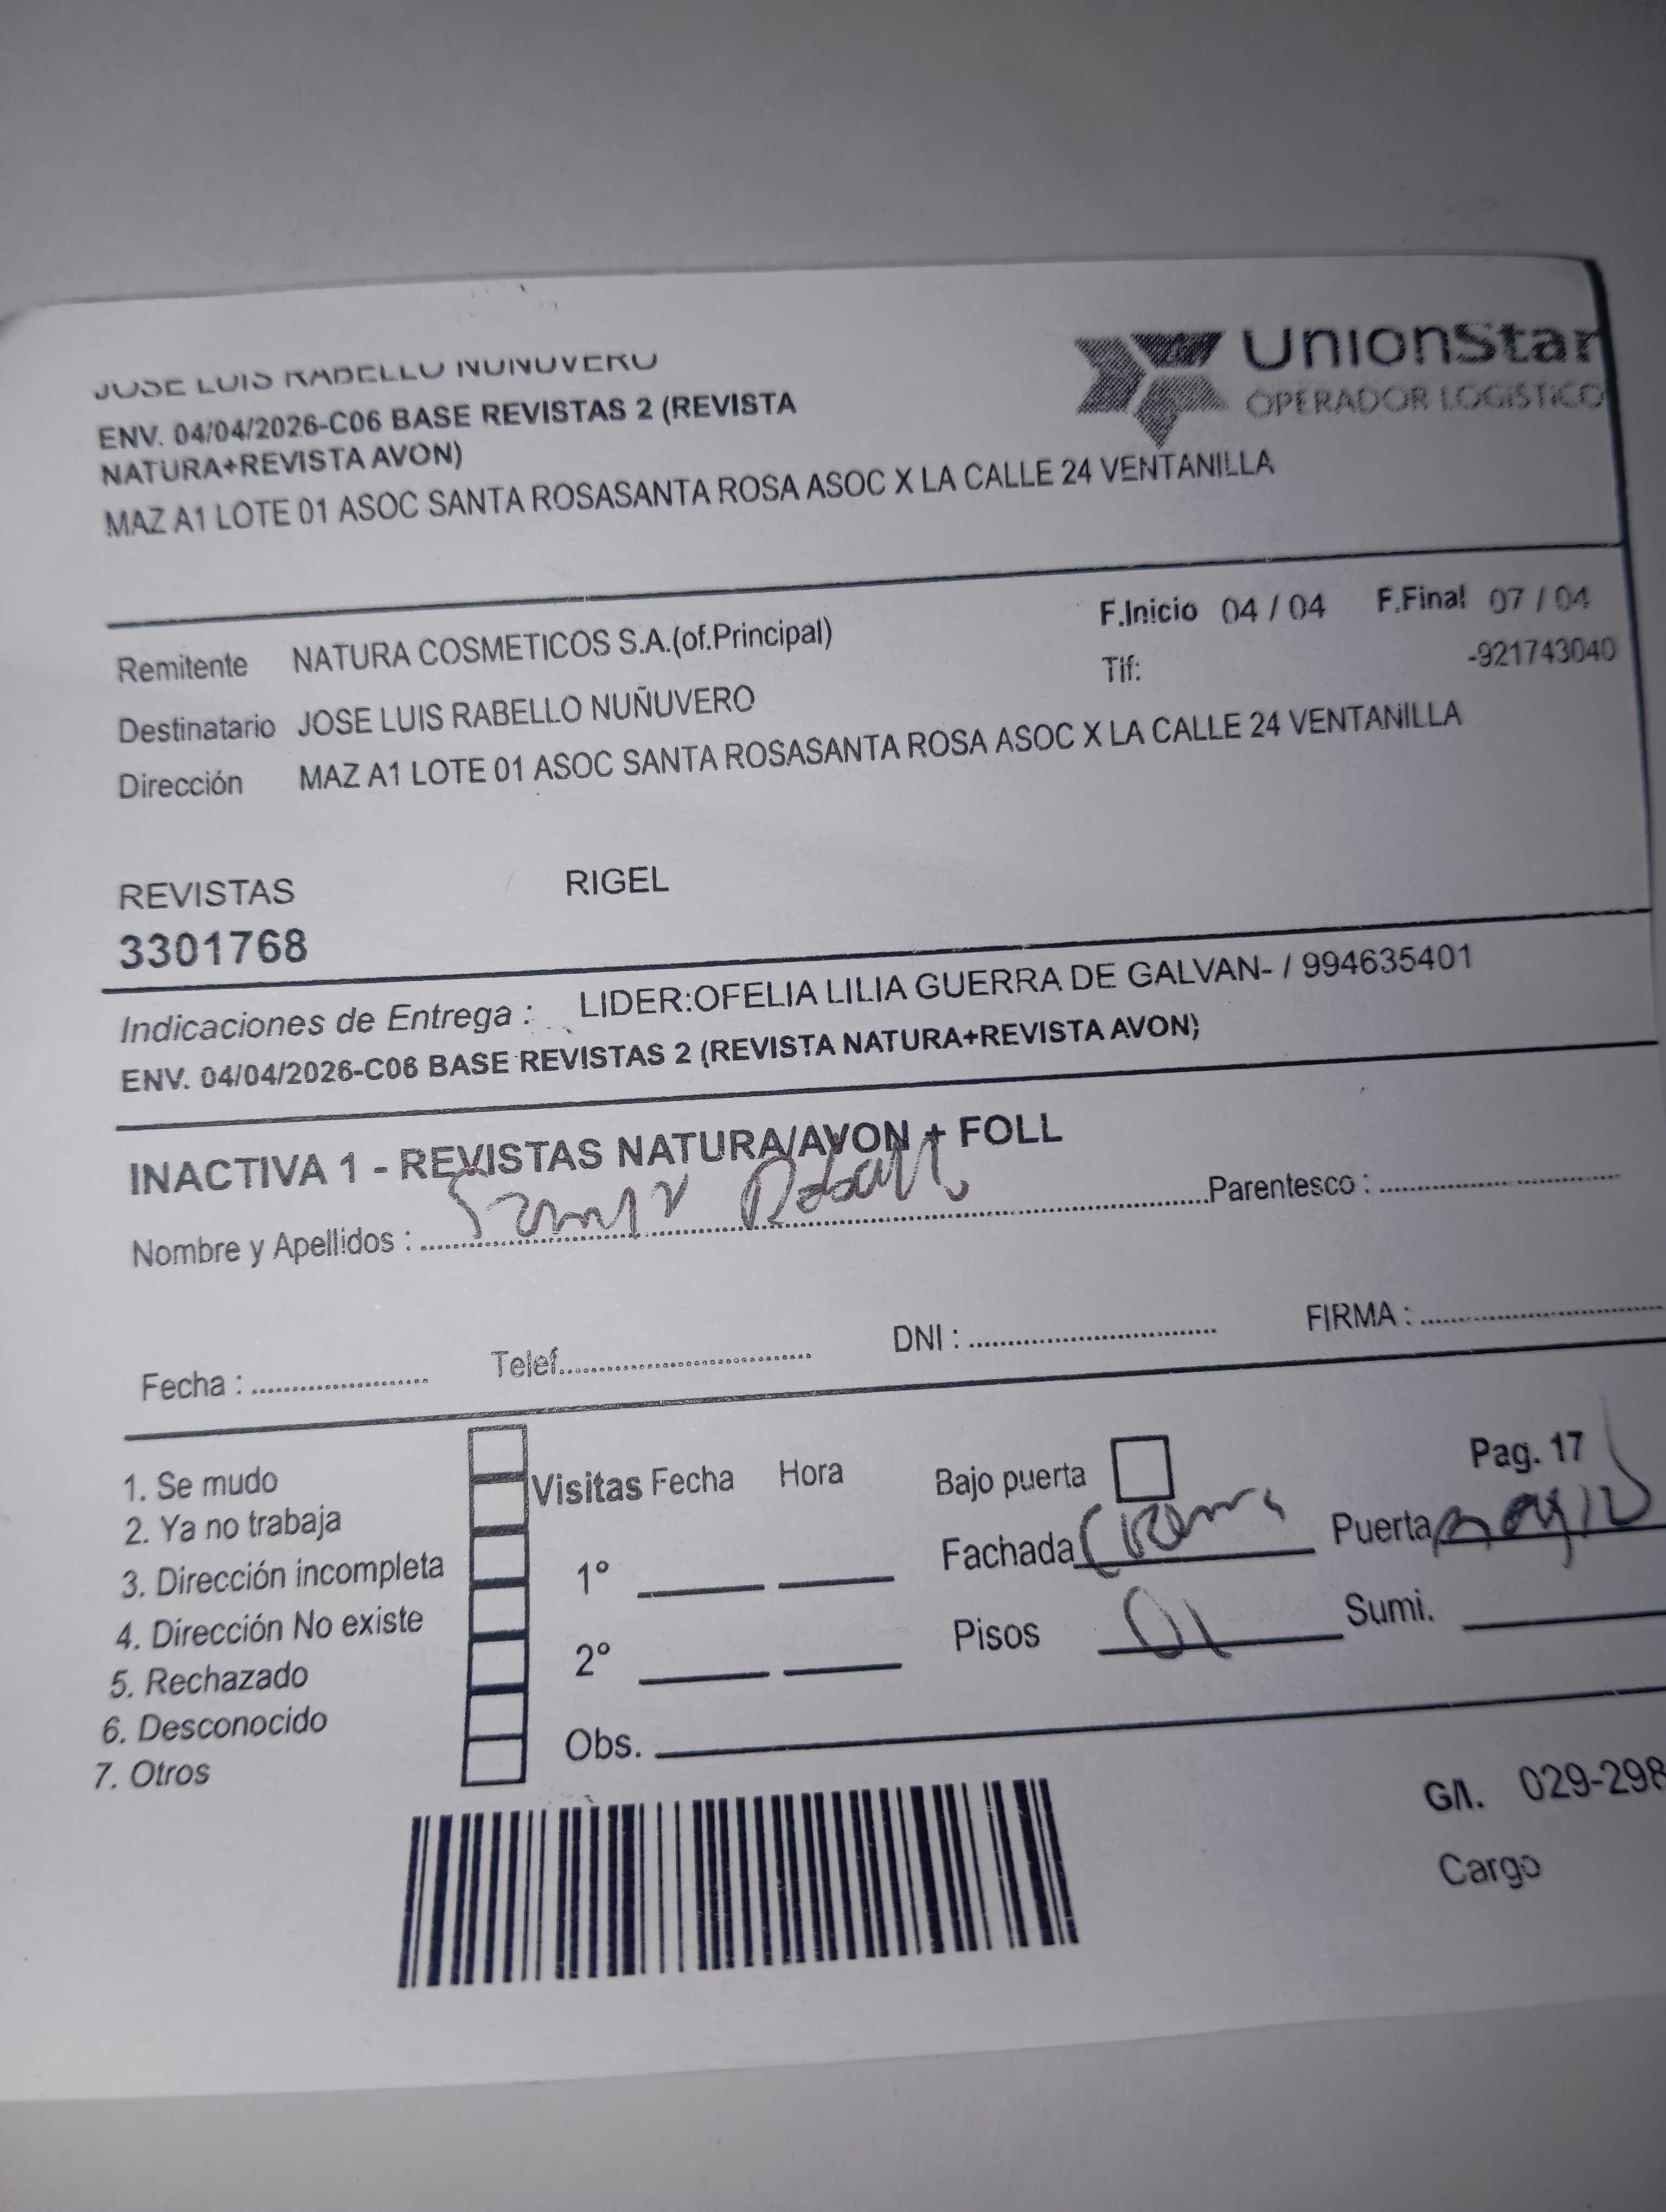 JOSE LUIS RABELLO NUÑUVERO
UnionStar
OPERADOR LOGISTICO
ENV. 04/04/2026-C06 BASE REVISTAS 2 (REVISTA
NATURA+REVISTA AVON)
MAZ A1 LOTE 01 ASOC SANTA ROSASANTA ROSA ASOC X LA CALLE 24 VENTANILLA
Remitente NATURA COSMETICOS S.A.(of.Principal) F.Inicio 04 / 04 F.Final 07 / 04
Destinatario JOSE LUIS RABELLO NUÑUVERO Tlf: -921743040
Dirección MAZ A1 LOTE 01 ASOC SANTA ROSASANTA ROSA ASOC X LA CALLE 24 VENTANILLA
REVISTAS RIGEL
3301768
Indicaciones de Entrega : LIDER:OFELIA LILIA GUERRA DE GALVAN- / 994635401
ENV. 04/04/2026-C06 BASE REVISTAS 2 (REVISTA NATURA+REVISTA AVON)
INACTIVA 1 - REVISTAS NATURA/AVON + FOLL
Nombre y Apellidos : Parentesco :
Fecha : Telef. DNI : FIRMA :
1. Se mudo
2. Ya no trabaja
3. Dirección incompleta
4. Dirección No existe
5. Rechazado
6. Desconocido
7. Otros
Visitas Fecha Hora
1°
2°
Obs.
Bajo puerta Pag. 17
Fachada Puerta
Pisos 01 Sumi.
G/I. 029-298
Cargo